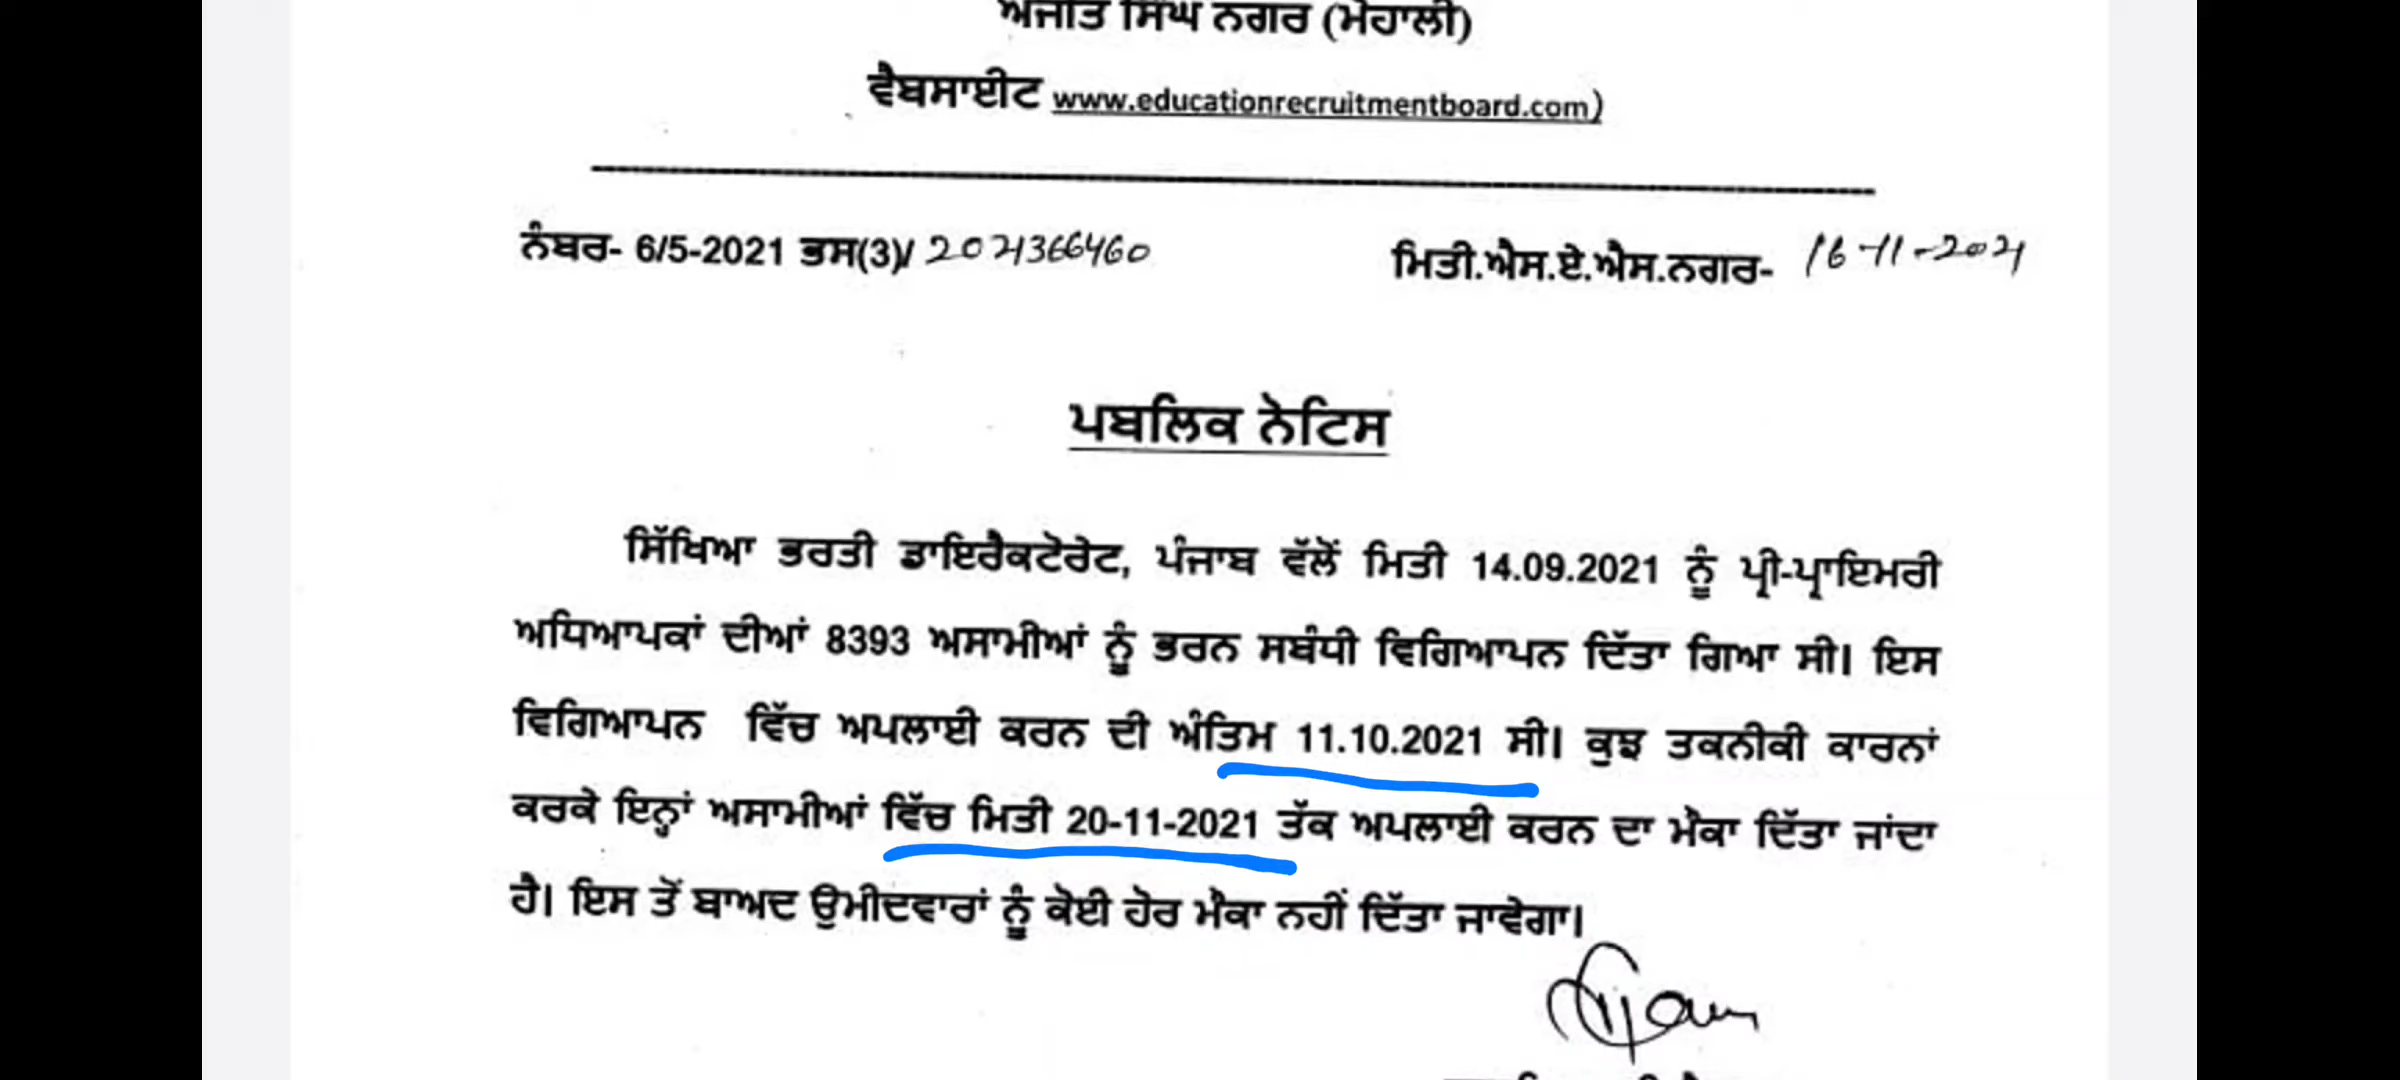 ਅਜੀਤ ਸਿੰਘ ਨਗਰ (ਮੋਹਾਲੀ)
ਵੈਬਸਾਈਟ www.educationrecruitmentboard.com)
ਨੰਬਰ- 6/5-2021 ਭਸ(3)/ 2021366460 ਮਿਤੀ.ਐਸ.ਏ.ਐਸ.ਨਗਰ- 16-11-2021
ਪਬਲਿਕ ਨੋਟਿਸ
ਸਿੱਖਿਆ ਭਰਤੀ ਡਾਇਰੈਕਟੋਰੇਟ, ਪੰਜਾਬ ਵੱਲੋਂ ਮਿਤੀ 14.09.2021 ਨੂੰ ਪ੍ਰੀ-ਪ੍ਰਾਇਮਰੀ
ਅਧਿਆਪਕਾਂ ਦੀਆਂ 8393 ਅਸਾਮੀਆਂ ਨੂੰ ਭਰਨ ਸਬੰਧੀ ਵਿਗਿਆਪਨ ਦਿੱਤਾ ਗਿਆ ਸੀ। ਇਸ
ਵਿਗਿਆਪਨ ਵਿੱਚ ਅਪਲਾਈ ਕਰਨ ਦੀ ਅੰਤਿਮ 11.10.2021 ਸੀ। ਕੁਝ ਤਕਨੀਕੀ ਕਾਰਨਾਂ
ਕਰਕੇ ਇਨ੍ਹਾਂ ਅਸਾਮੀਆਂ ਵਿੱਚ ਮਿਤੀ 20-11-2021 ਤੱਕ ਅਪਲਾਈ ਕਰਨ ਦਾ ਮੌਕਾ ਦਿੱਤਾ ਜਾਂਦਾ
ਹੈ। ਇਸ ਤੋਂ ਬਾਅਦ ਉਮੀਦਵਾਰਾਂ ਨੂੰ ਕੋਈ ਹੋਰ ਮੌਕਾ ਨਹੀਂ ਦਿੱਤਾ ਜਾਵੇਗਾ।